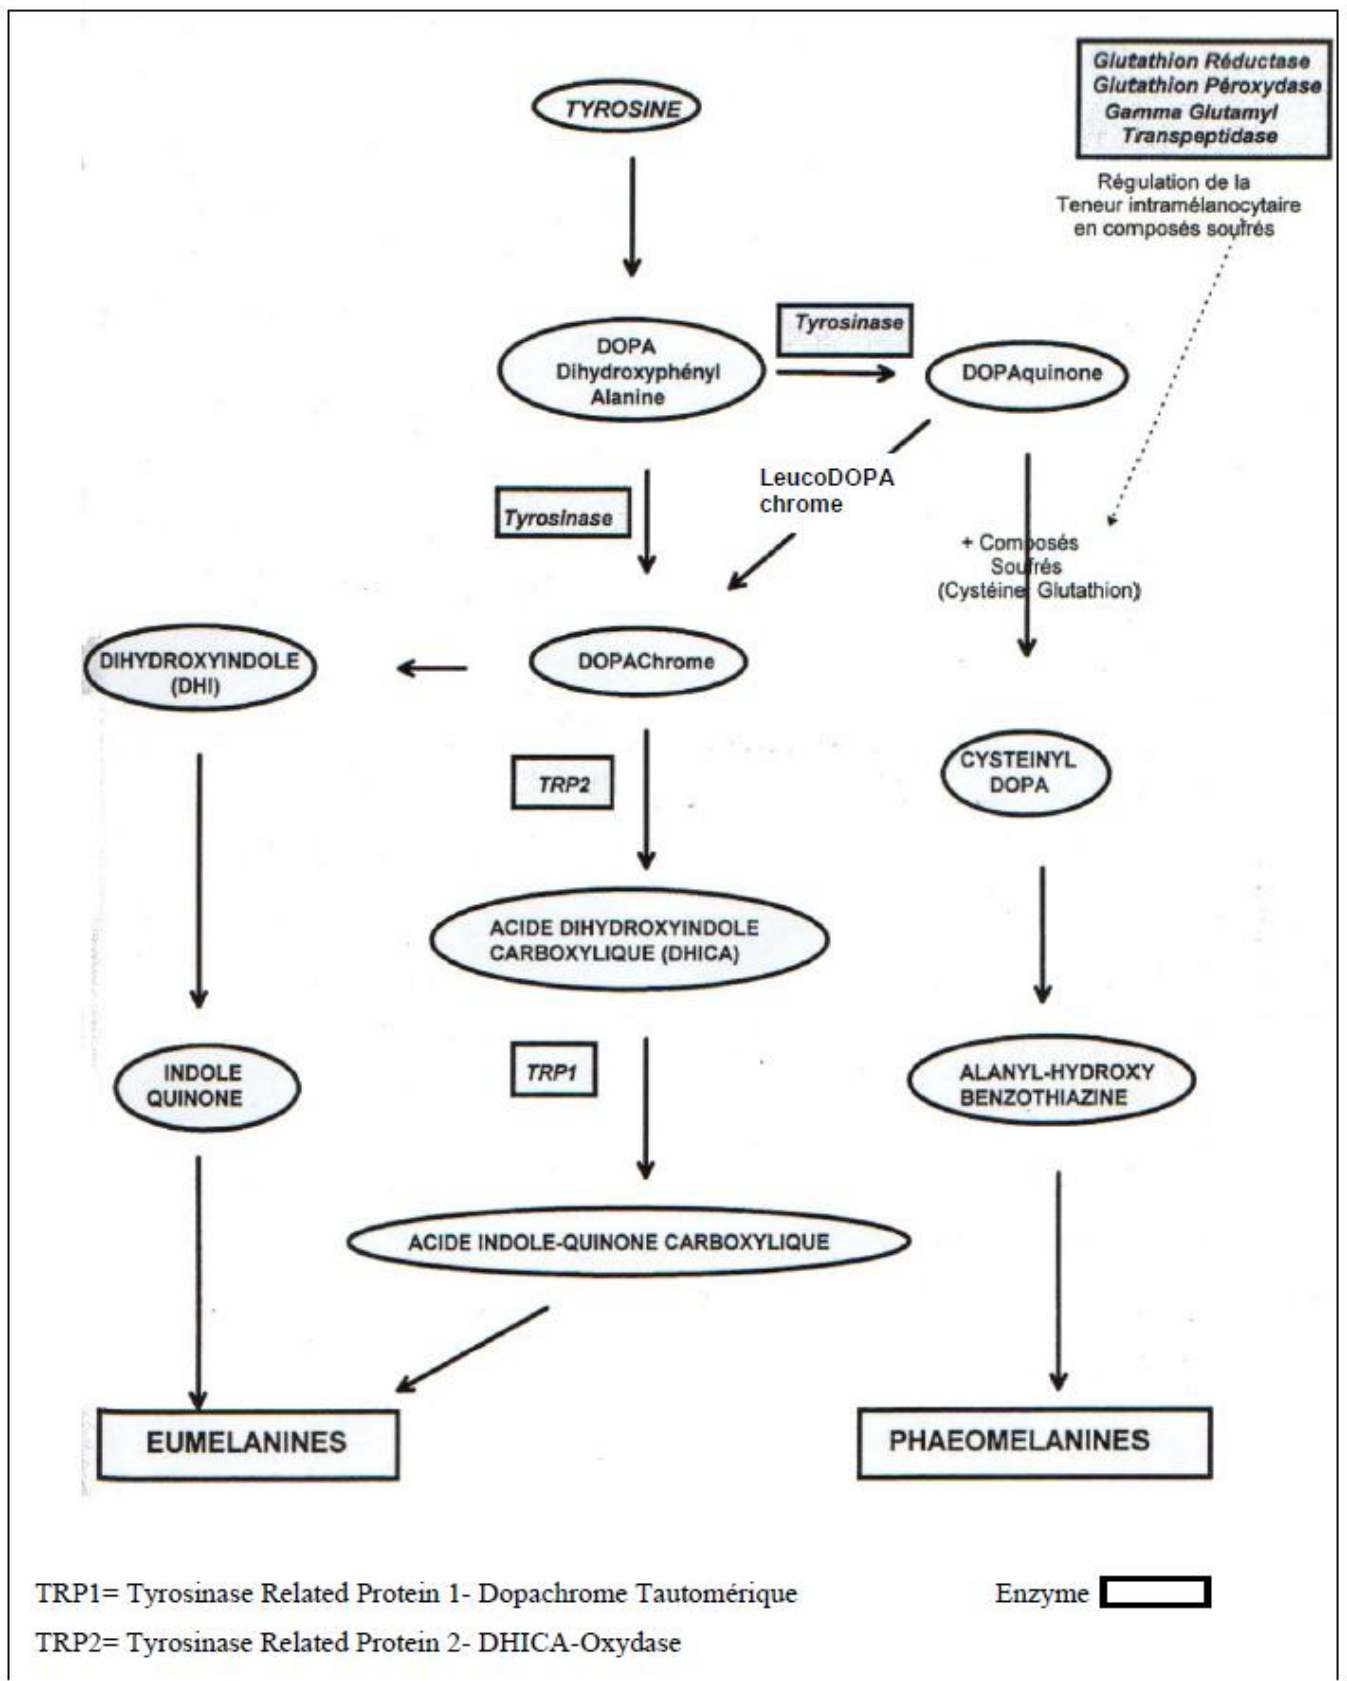 Glutathion Réductase
Glutathion Péroxydase
Gamma Glutamyl
Transpeptidase
TYROSINE
Régulation de la
Teneur intramélanocytaire
en composés soufrés
Tyrosinase
DOPA
Dihydroxyphényl
Alanine
DOPAquinone
LeucoDOPA
chrome
Tyrosinase
+ Composés
Soufrés
(Cystéine Glutathion)
DIHYDROXYINDOLE
(DHI)
DOPAChrome
CYSTEINYL
DOPA
TRP2
ACIDE DIHYDROXYINDOLE
CARBOXYLIQUE (DHICA)
INDOLE
QUINONE
TRP1
ALANYL-HYDROXY
BENZOTHIAZINE
ACIDE INDOLE-QUINONE CARBOXYLIQUE
EUMELANINES
PHAEOMELANINES
TRP1= Tyrosinase Related Protein 1- Dopachrome Tautomérique
Enzyme
TRP2= Tyrosinase Related Protein 2- DHICA-Oxydase